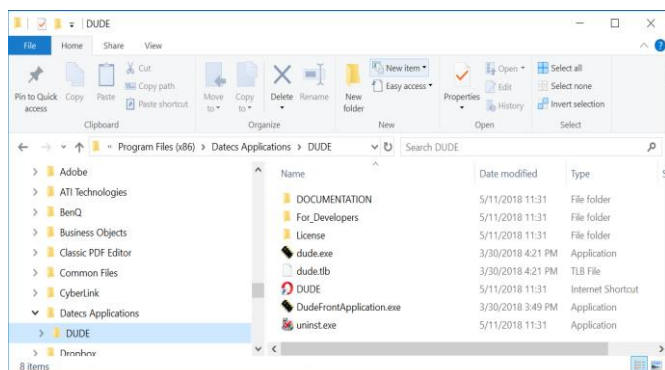 DUDE
File Home Share View
Pin to Quick access
Copy
Paste
Cut
Copy path
Paste shortcut
Clipboard
Move to
Copy to
Delete
Rename
Organize
New folder
New item
Easy access
New
Properties
Open
Edit
History
Open
Select all
Select none
Invert selection
Select
« Program Files (x86) > Datecs Applications > DUDE
Search DUDE
Adobe
ATI Technologies
BenQ
Business Objects
Classic PDF Editor
Common Files
CyberLink
Datecs Applications
DUDE
Dropbox
Name Date modified Type S
DOCUMENTATION 5/11/2018 11:31 File folder
For_Developers 5/11/2018 11:31 File folder
License 5/11/2018 11:31 File folder
dude.exe 3/30/2018 4:21 PM Application
dude.tlb 3/30/2018 4:21 PM TLB File
DUDE 5/11/2018 11:31 Internet Shortcut
DudeFrontApplication.exe 3/30/2018 3:49 PM Application
uninst.exe 5/11/2018 11:31 Application
8 items